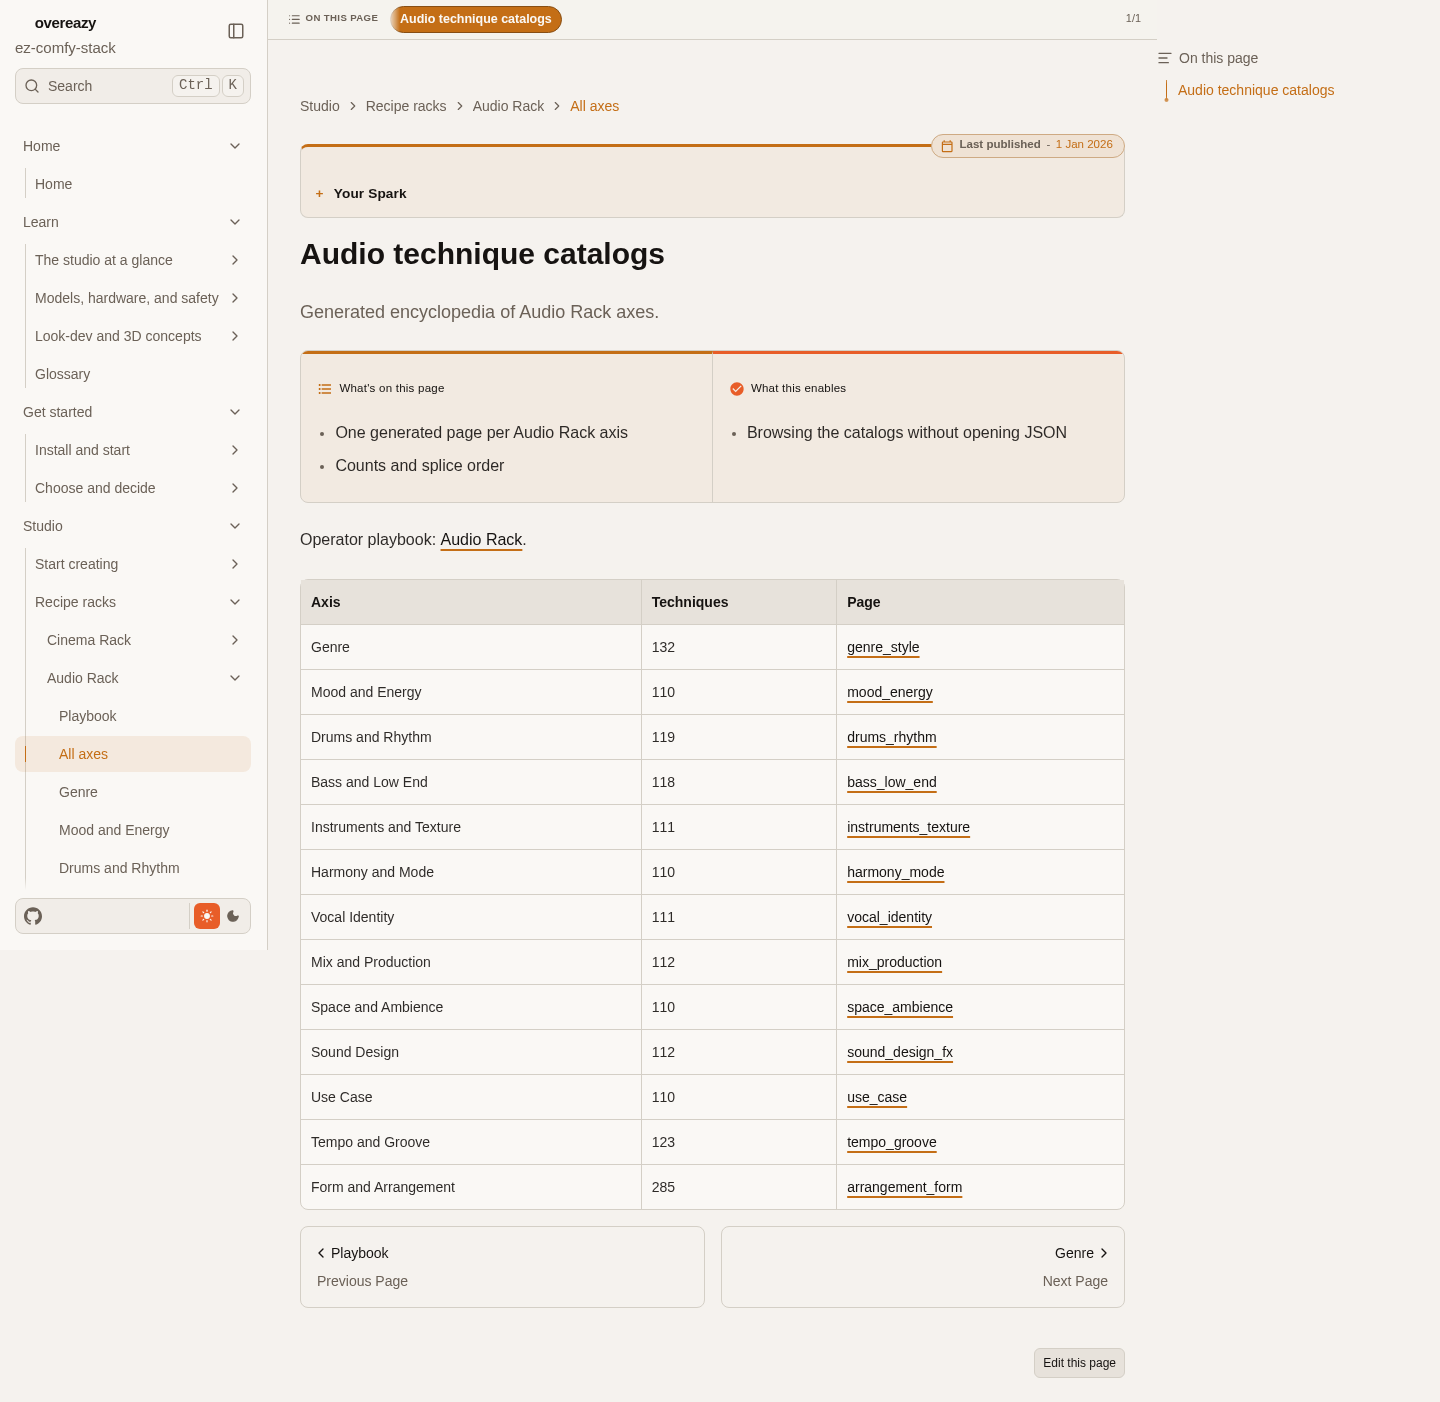 overeazy
ez-comfy-stack
Search Ctrl K
Home
Home
Learn
The studio at a glance
Models, hardware, and safety
Look-dev and 3D concepts
Glossary
Get started
Install and start
Choose and decide
Studio
Start creating
Recipe racks
Cinema Rack
Audio Rack
Playbook
All axes
Genre
Mood and Energy
Drums and Rhythm
ON THIS PAGE Audio technique catalogs 1/1
Studio Recipe racks Audio Rack All axes
Last published - 1 Jan 2026
+ Your Spark
Audio technique catalogs
Generated encyclopedia of Audio Rack axes.
What's on this page
• One generated page per Audio Rack axis
• Counts and splice order
What this enables
• Browsing the catalogs without opening JSON
Operator playbook: Audio Rack.
Axis Techniques Page
Genre 132 genre_style
Mood and Energy 110 mood_energy
Drums and Rhythm 119 drums_rhythm
Bass and Low End 118 bass_low_end
Instruments and Texture 111 instruments_texture
Harmony and Mode 110 harmony_mode
Vocal Identity 111 vocal_identity
Mix and Production 112 mix_production
Space and Ambience 110 space_ambience
Sound Design 112 sound_design_fx
Use Case 110 use_case
Tempo and Groove 123 tempo_groove
Form and Arrangement 285 arrangement_form
Playbook
Previous Page
Genre
Next Page
Edit this page
On this page
Audio technique catalogs